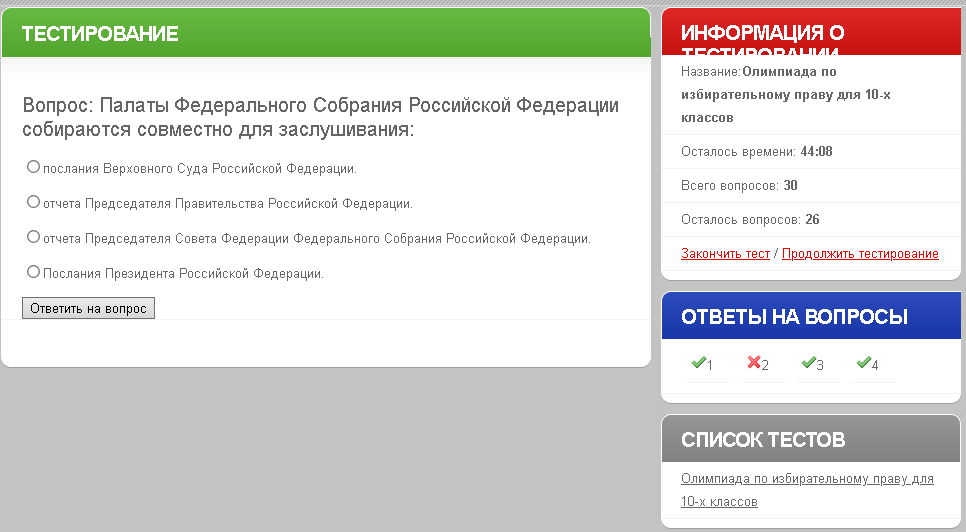 ТЕСТИРОВАНИЕ
Вопрос: Палаты Федерального Собрания Российской Федерации
собираются совместно для заслушивания:
послания Верховного Суда Российской Федерации.
отчета Председателя Правительства Российской Федерации.
отчета Председателя Совета Федерации Федерального Собрания Российской Федерации.
Послания Президента Российской Федерации.
Ответить на вопрос
ИНФОРМАЦИЯ О
ТЕСТИРОВАНИИ
Название:Олимпиада по
избирательному праву для 10-х
классов
Осталось времени: 44:08
Всего вопросов: 30
Осталось вопросов: 26
Закончить тест / Продолжить тестирование
ОТВЕТЫ НА ВОПРОСЫ
1 2 3 4
СПИСОК ТЕСТОВ
Олимпиада по избирательному праву для
10-х классов